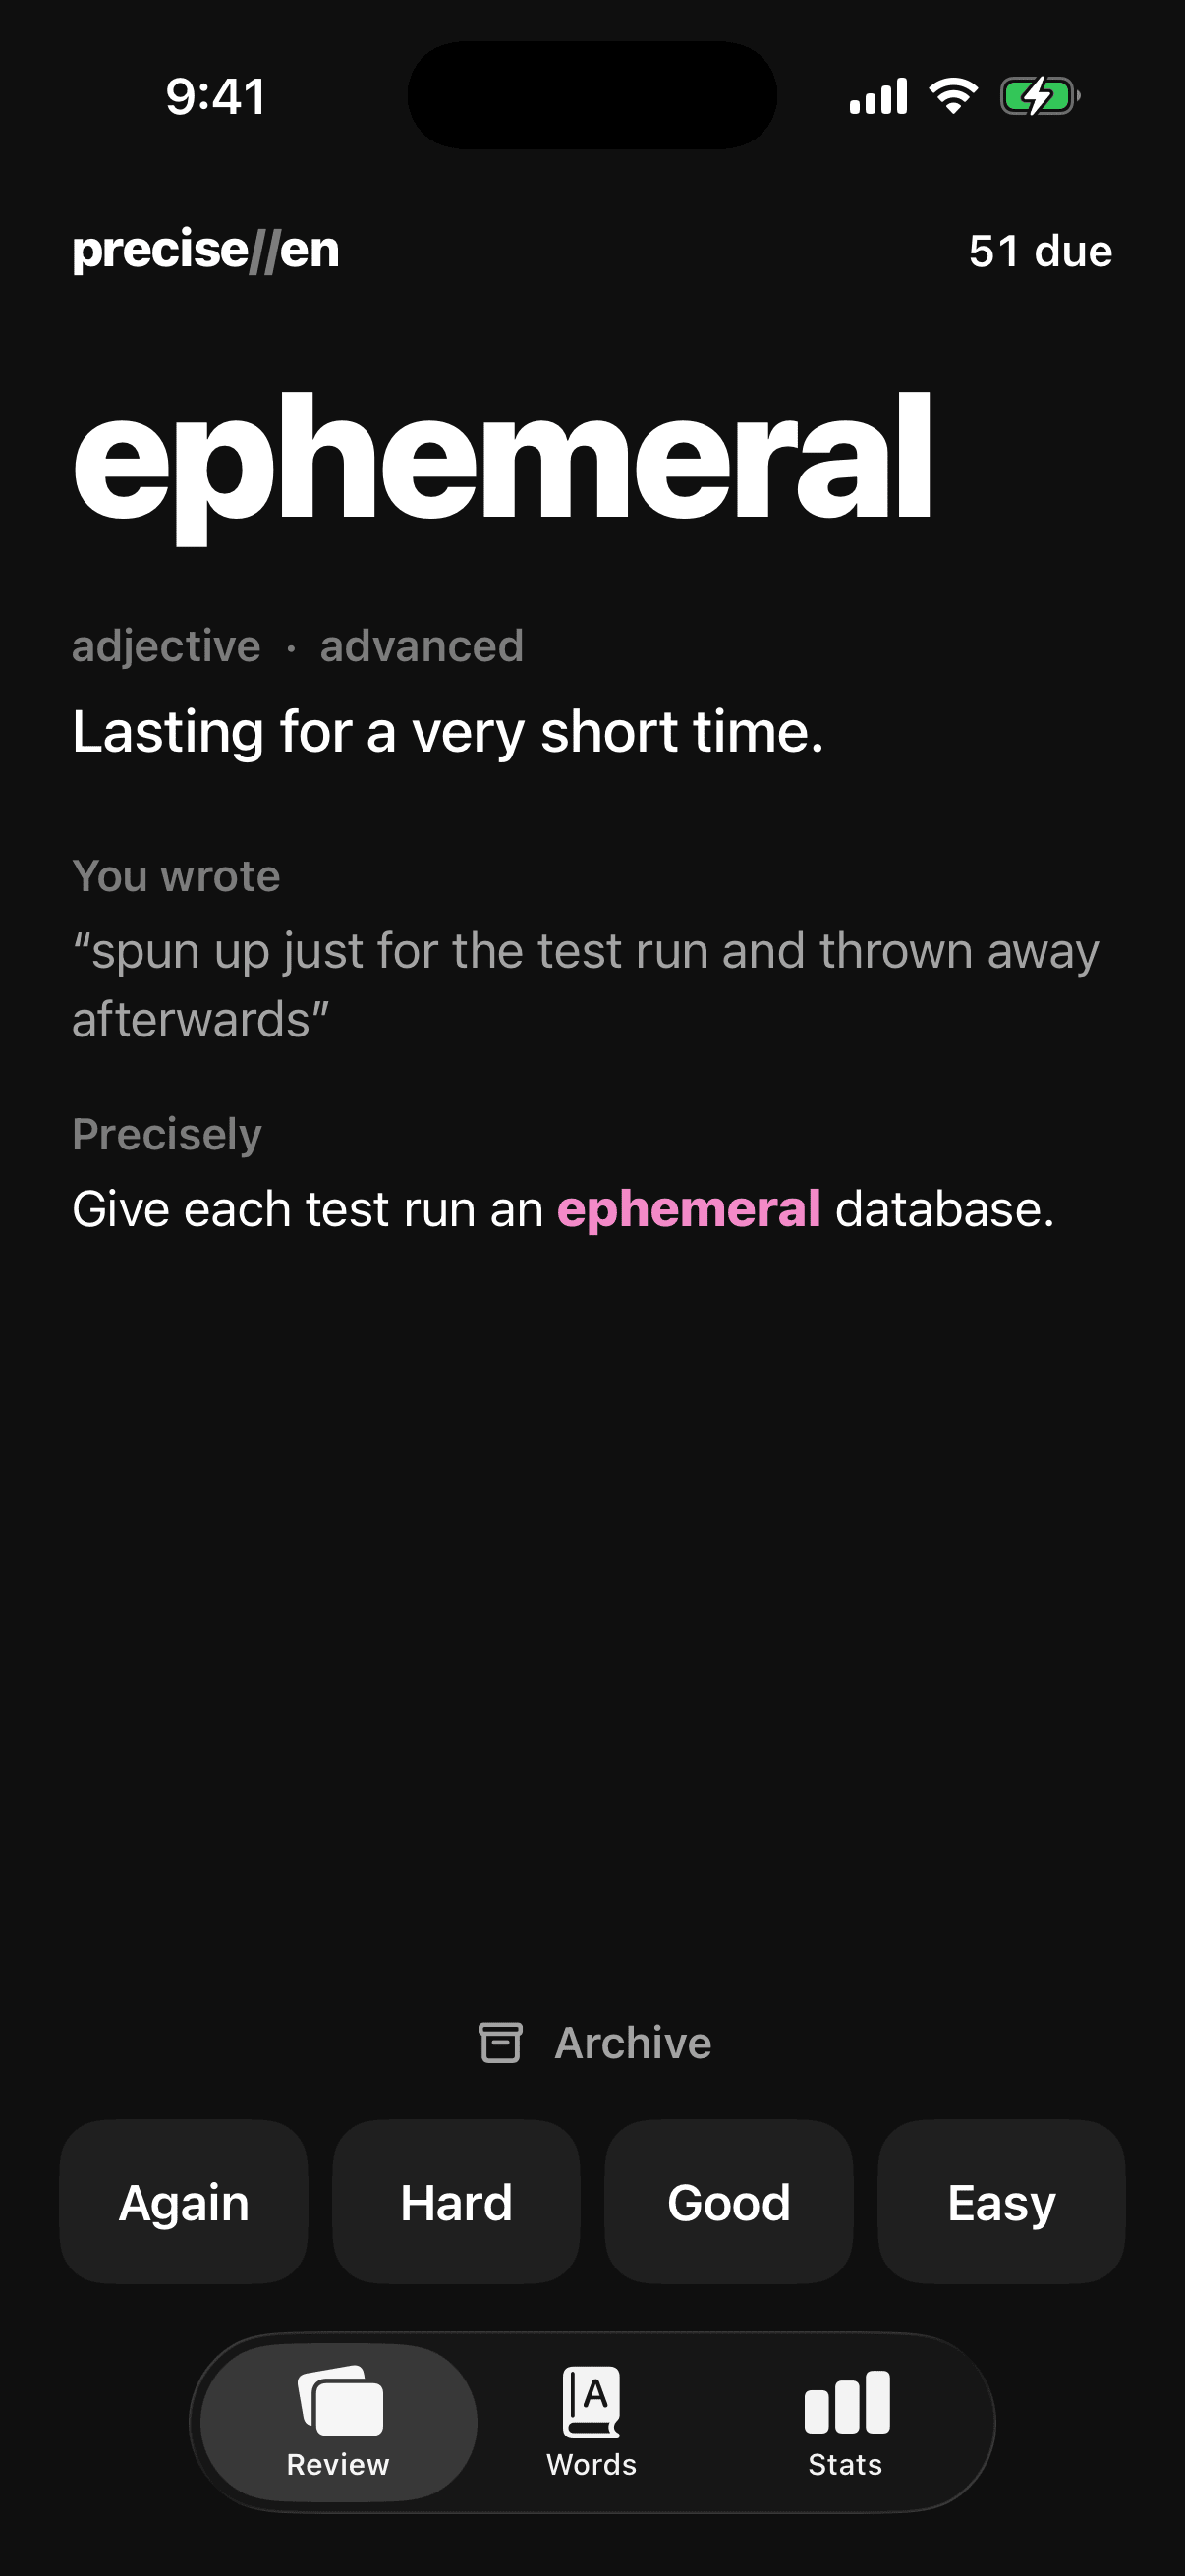 9:41
precise//en
51 due
ephemeral
adjective · advanced
Lasting for a very short time.
You wrote
“spun up just for the test run and thrown away
afterwards”
Precisely
Give each test run an ephemeral database.
Archive
Again
Hard
Good
Easy
A
Review
Words
Stats